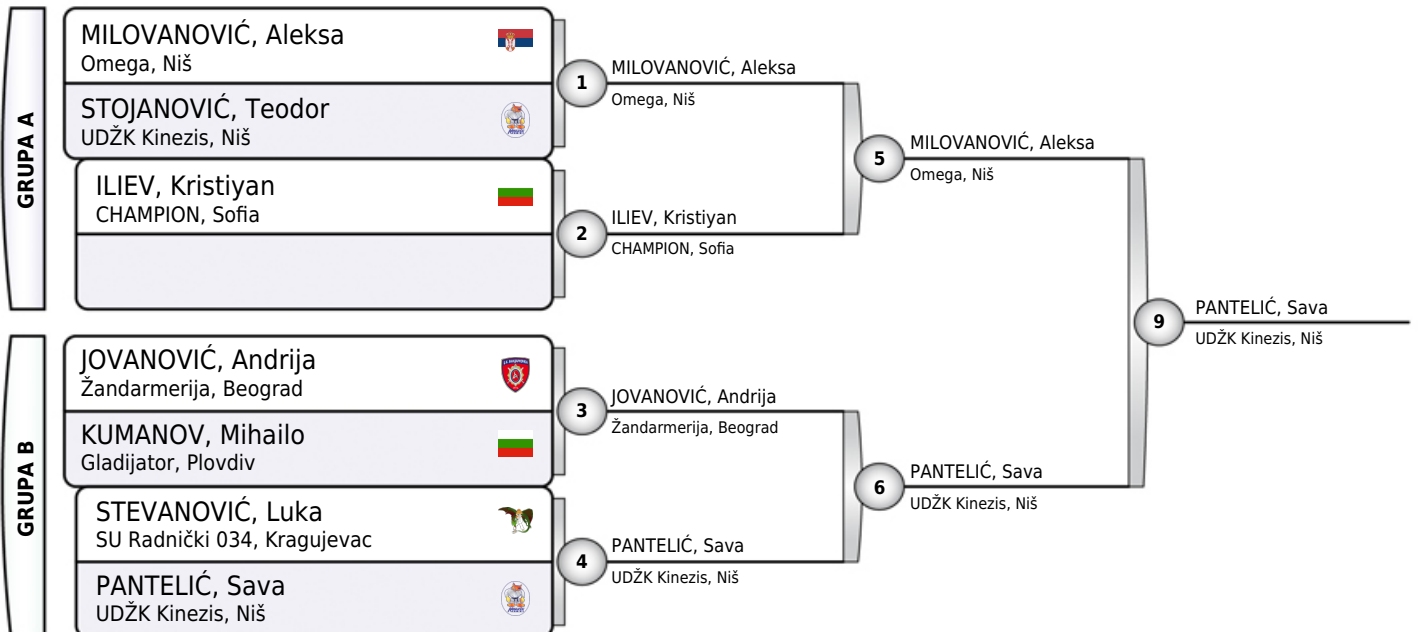 GRUPA A
MILOVANOVIĆ, Aleksa
Omega, Niš
STOJANOVIĆ, Teodor
UDŽK Kinezis, Niš
ILIEV, Kristiyan
CHAMPION, Sofia
1
MILOVANOVIĆ, Aleksa
Omega, Niš
2
ILIEV, Kristiyan
CHAMPION, Sofia
5
MILOVANOVIĆ, Aleksa
Omega, Niš
GRUPA B
JOVANOVIĆ, Andrija
Žandarmerija, Beograd
KUMANOV, Mihailo
Gladijator, Plovdiv
STEVANOVIĆ, Luka
SU Radnički 034, Kragujevac
PANTELIĆ, Sava
UDŽK Kinezis, Niš
3
JOVANOVIĆ, Andrija
Žandarmerija, Beograd
4
PANTELIĆ, Sava
UDŽK Kinezis, Niš
6
PANTELIĆ, Sava
UDŽK Kinezis, Niš
9
PANTELIĆ, Sava
UDŽK Kinezis, Niš